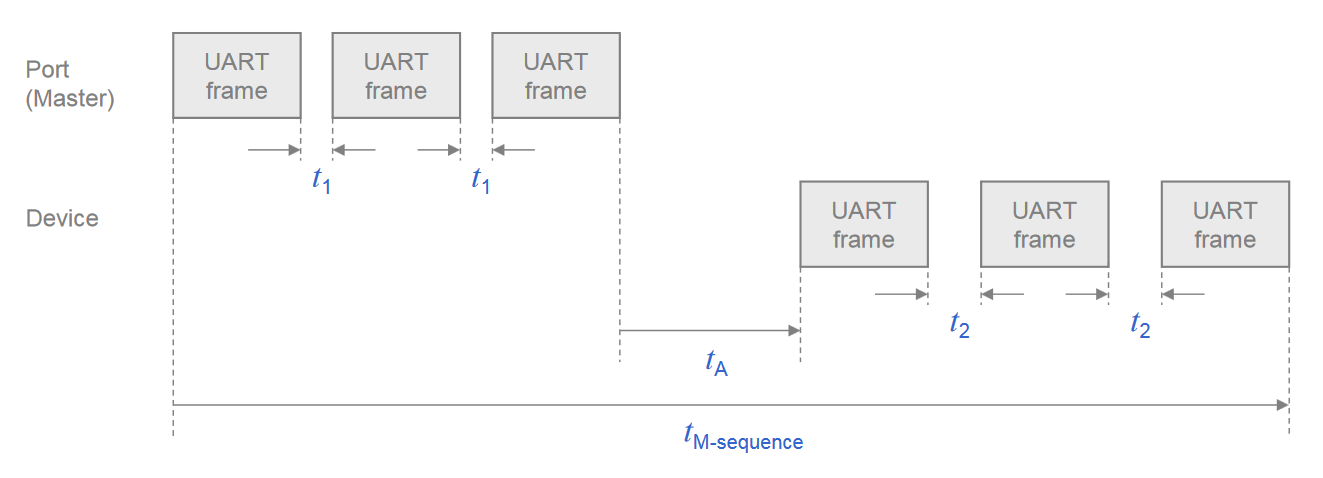 Port
(Master)
UART
frame
UART
frame
UART
frame
t1
t1
Device
UART
frame
UART
frame
UART
frame
t2
t2
tA
tM-sequence